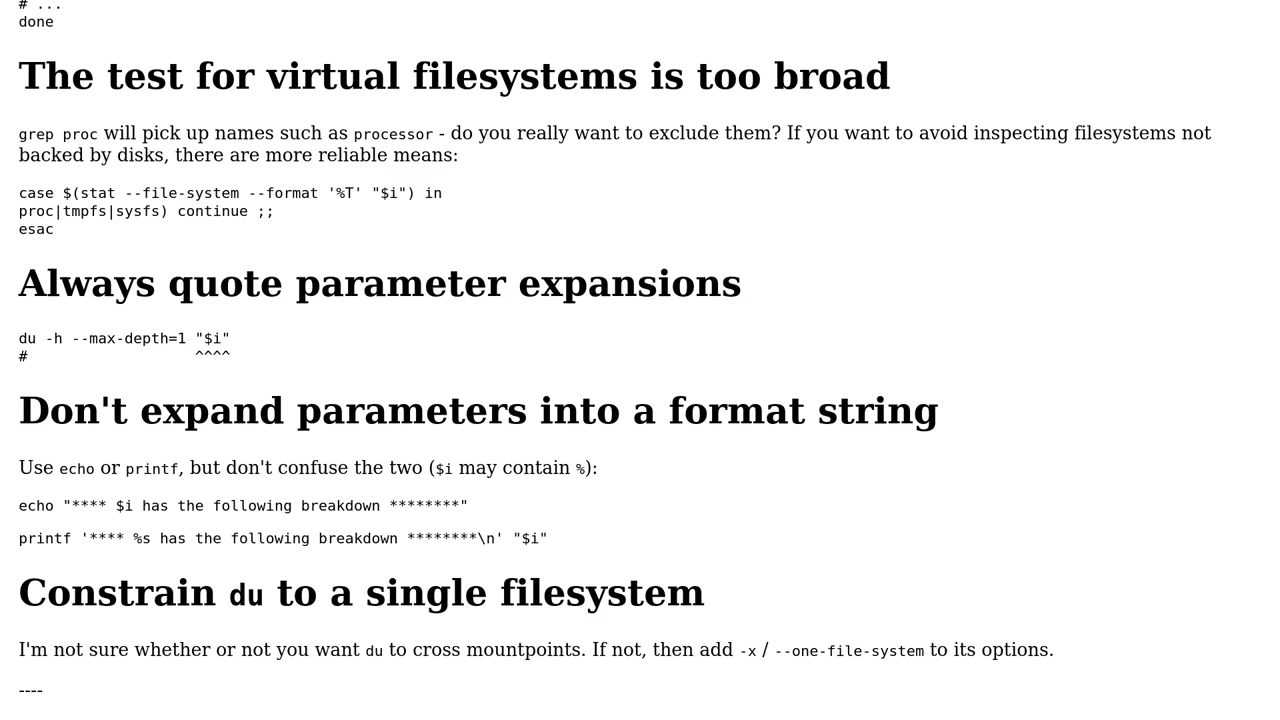 # ...
done
The test for virtual filesystems is too broad
grep proc will pick up names such as processor - do you really want to exclude them? If you want to avoid inspecting filesystems not
backed by disks, there are more reliable means:
case $(stat --file-system --format '%T' "$i") in
proc|tmpfs|sysfs) continue ;;
esac
Always quote parameter expansions
du -h --max-depth=1 "$i"
#                   ^^^^
Don't expand parameters into a format string
Use echo or printf, but don't confuse the two ($i may contain %):
echo "**** $i has the following breakdown ********"
printf '**** %s has the following breakdown ********\n' "$i"
Constrain du to a single filesystem
I'm not sure whether or not you want du to cross mountpoints. If not, then add -x / --one-file-system to its options.
----